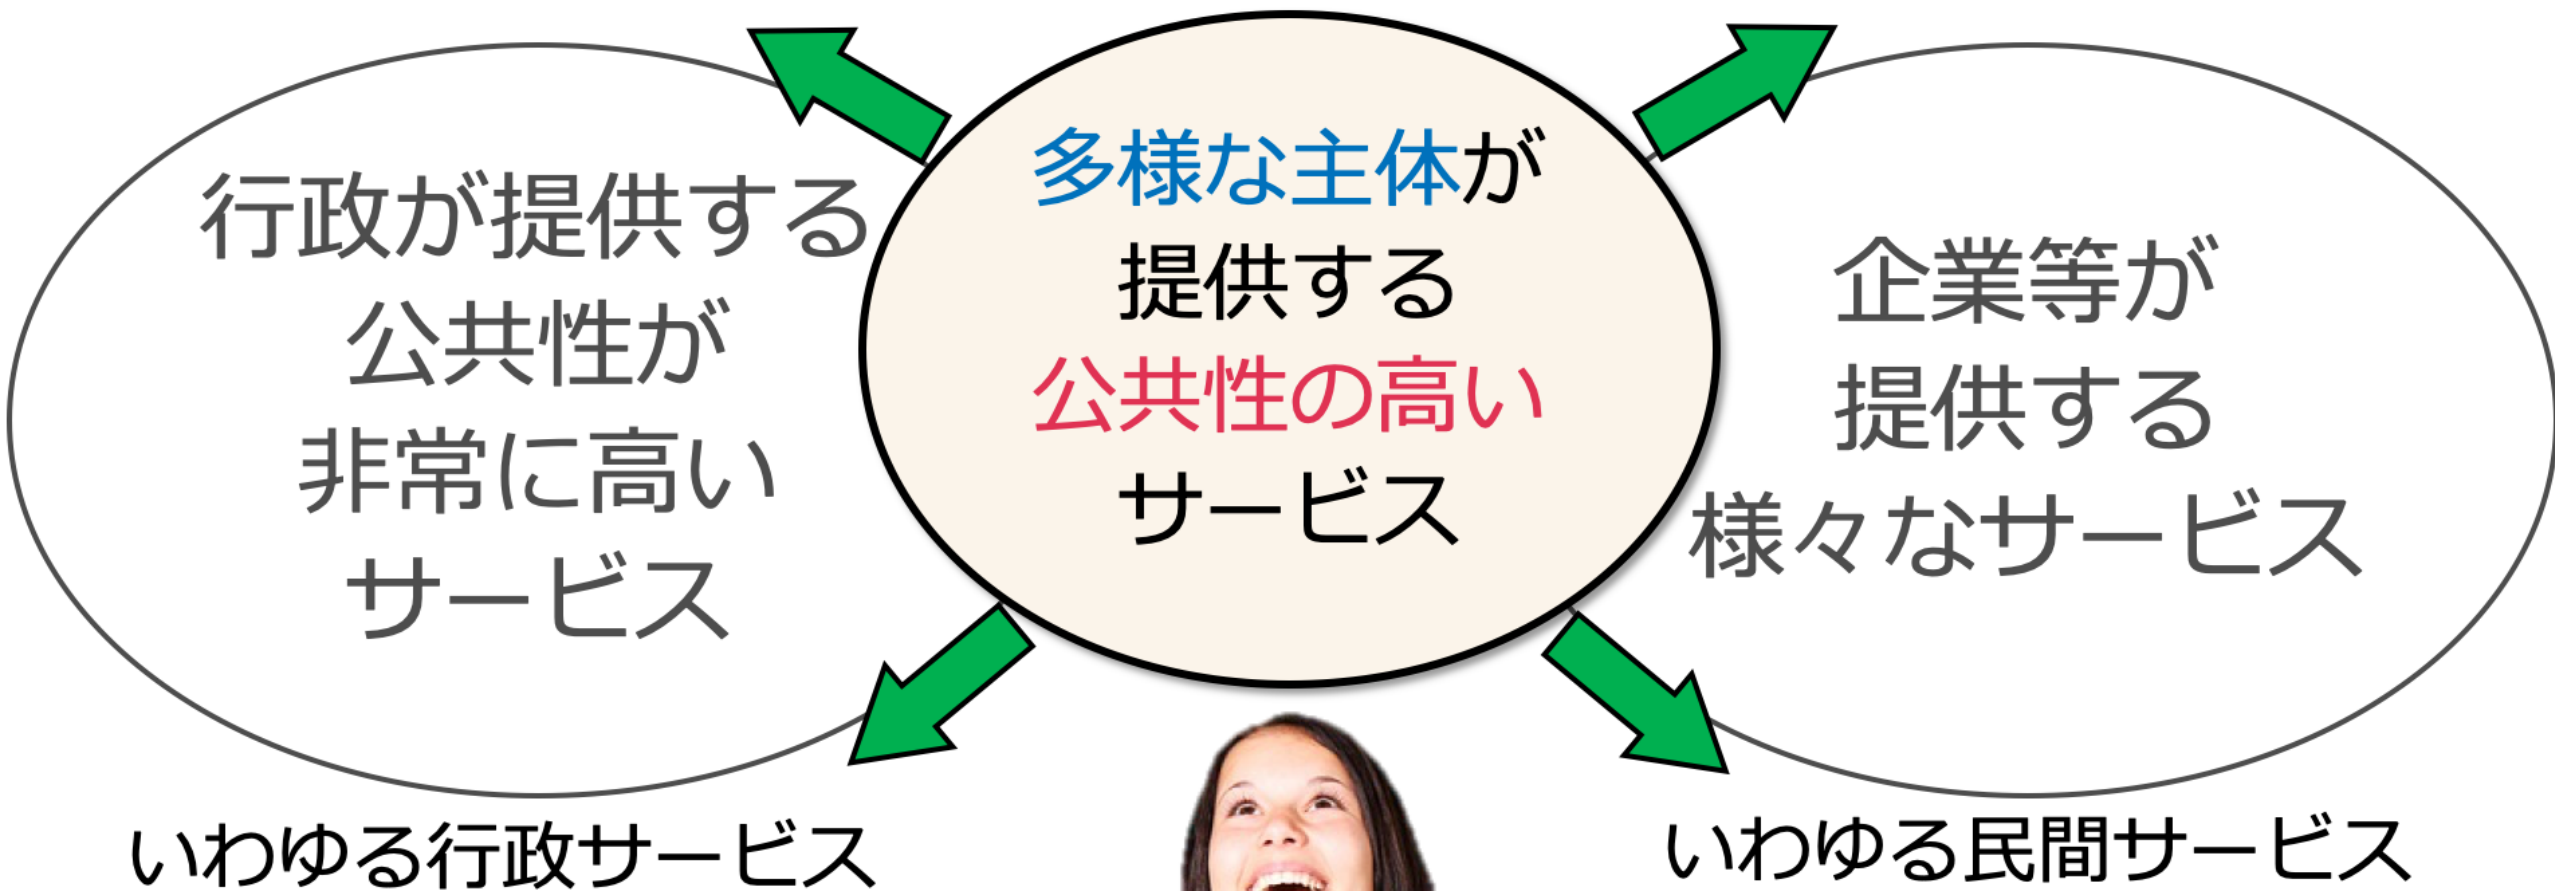 行政が提供する
公共性が
非常に高い
サービス
いわゆる行政サービス
多様な主体が
提供する
公共性の高い
サービス
企業等が
提供する
様々なサービス
いわゆる民間サービス